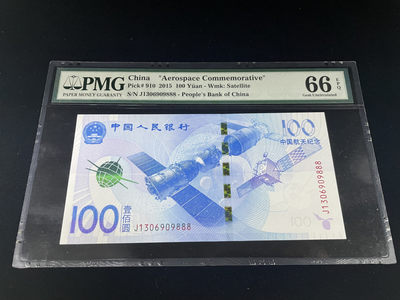 PMG
PAPER MONEY GUARANTY
China "Aerospace Commemorative"
Pick# 910 2015 100 Yüan - Wmk: Satellite
S/N J1306909888 - People's Bank of China
66 EPQ
Gem Uncirculated
中国人民银行
100
中国航天纪念
J1306909888
100 壹佰圆
J1306909888
100